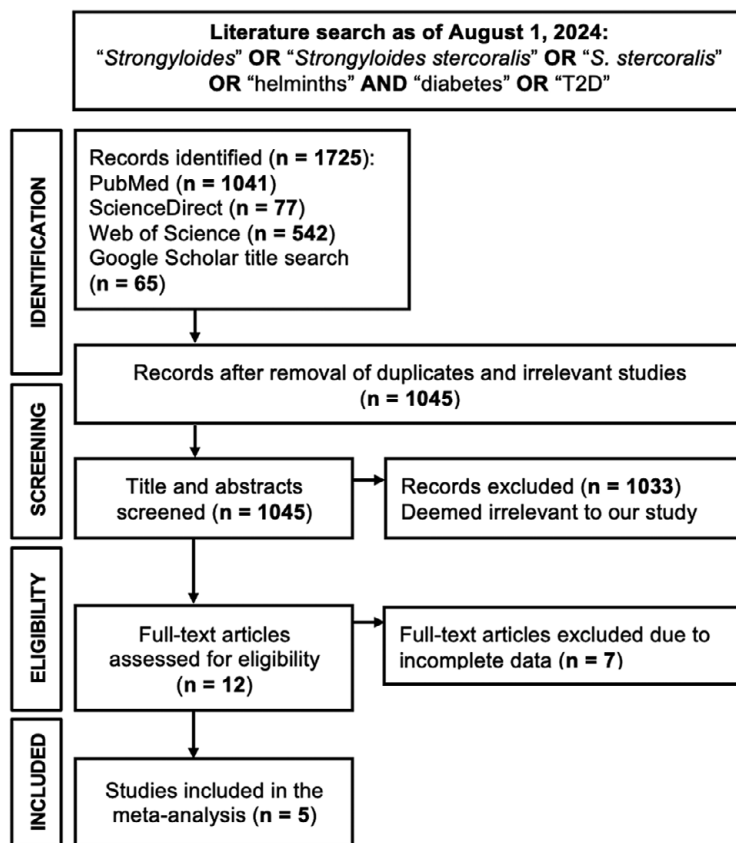 Literature search as of August 1, 2024:
“Strongyloides” OR “Strongyloides stercoralis” OR “S. stercoralis”
OR “helminths” AND “diabetes” OR “T2D”
IDENTIFICATION
Records identified (n = 1725):
PubMed (n = 1041)
ScienceDirect (n = 77)
Web of Science (n = 542)
Google Scholar title search
(n = 65)
Records after removal of duplicates and irrelevant studies
(n = 1045)
SCREENING
Title and abstracts
screened (n = 1045)
Records excluded (n = 1033)
Deemed irrelevant to our study
ELIGIBILITY
Full-text articles
assessed for eligibility
(n = 12)
Full-text articles excluded due to
incomplete data (n = 7)
INCLUDED
Studies included in the
meta-analysis (n = 5)